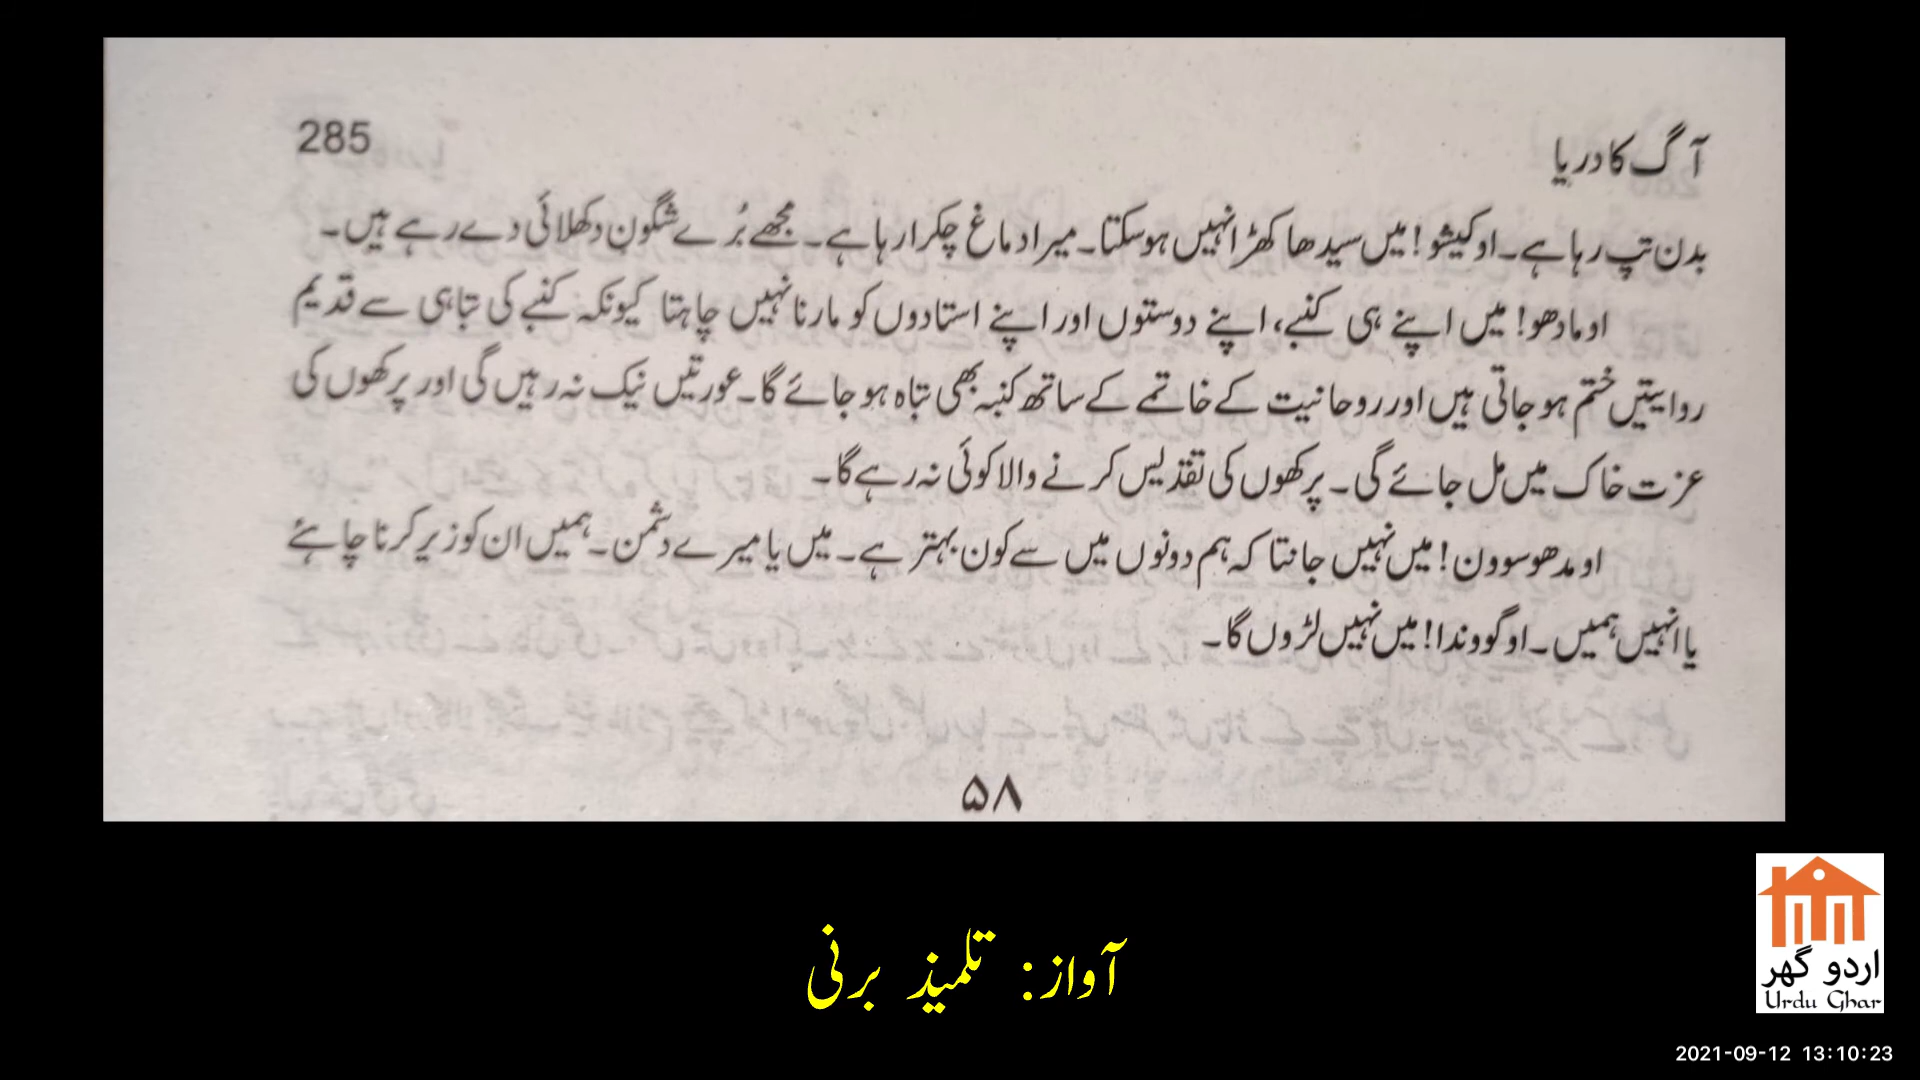 آگ کا دریا
285
بدن تپ رہا ہے۔ او کیشو! میں سیدھا کھڑا نہیں ہو سکتا۔ میرا دماغ چکرا رہا ہے۔ مجھے بُرے شگون دکھلائی دے رہے ہیں۔
او مادھو! میں اپنے ہی کنبے، اپنے دوستوں اور اپنے استادوں کو مارنا نہیں چاہتا کیونکہ کنبے کی تباہی سے قدیم
روایتیں ختم ہو جاتی ہیں اور روحانیت کے خاتمے کے ساتھ کنبہ بھی تباہ ہو جائے گا۔ عورتیں نیک نہ رہیں گی اور پرکھوں کی
عزت خاک میں مل جائے گی۔ پرکھوں کی تقدیس کرنے والا کوئی نہ رہے گا۔
او مدھو سوون! میں نہیں جانتا کہ ہم دونوں میں سے کون بہتر ہے۔ میں یا میرے دشمن۔ ہمیں ان کو زیر کرنا چاہئے
یا انہیں ہمیں۔ او گووندا! میں نہیں لڑوں گا۔
۵۸
آواز: تلمیذ برنی
اردو گھر
Urdu Ghar
2021-09-12 13:10:23